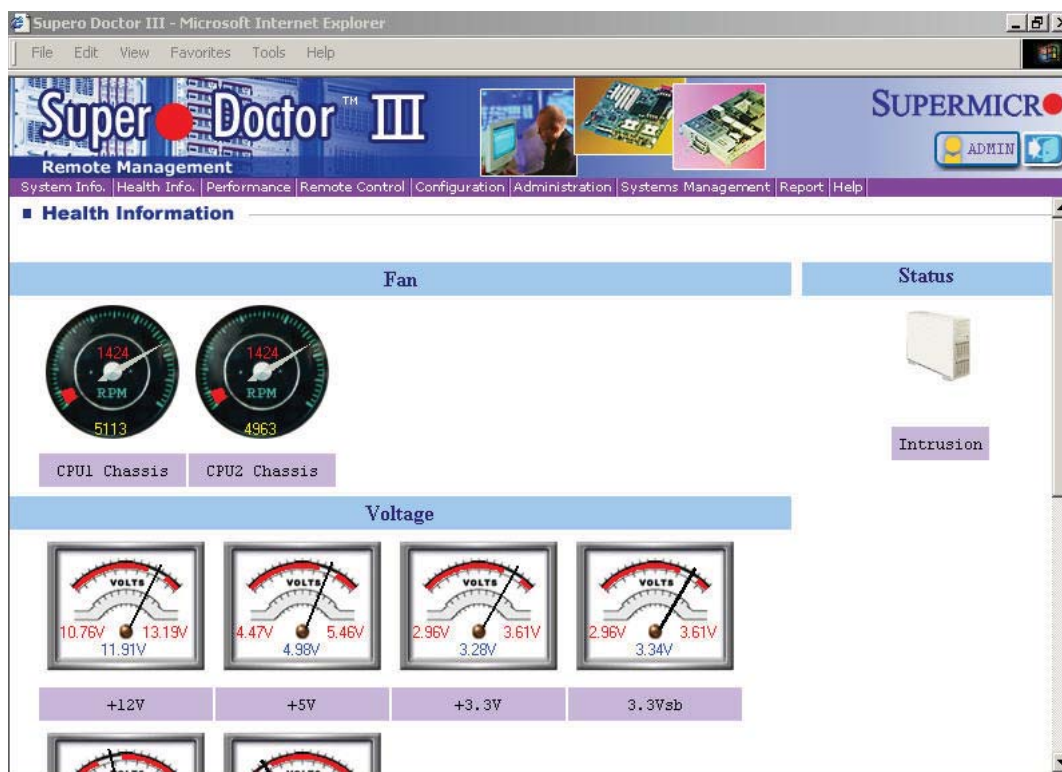 Supero Doctor III - Microsoft Internet Explorer
File Edit View Favorites Tools Help
Super Doctor TM III
SUPERMICR
ADMIN
Remote Management
System Info. Health Info. Performance Remote Control Configuration Administration Systems Management Report Help
Health Information
Fan
Status
1424
RPM
5113
1424
RPM
4963
CPU1 Chassis
CPU2 Chassis
Intrusion
Voltage
VOLTS
10.76V 13.19V
11.91V
VOLTS
4.47V 5.46V
4.98V
VOLTS
2.96V 3.61V
3.28V
VOLTS
2.96V 3.61V
3.34V
+12V
+5V
+3.3V
3.3Vsb